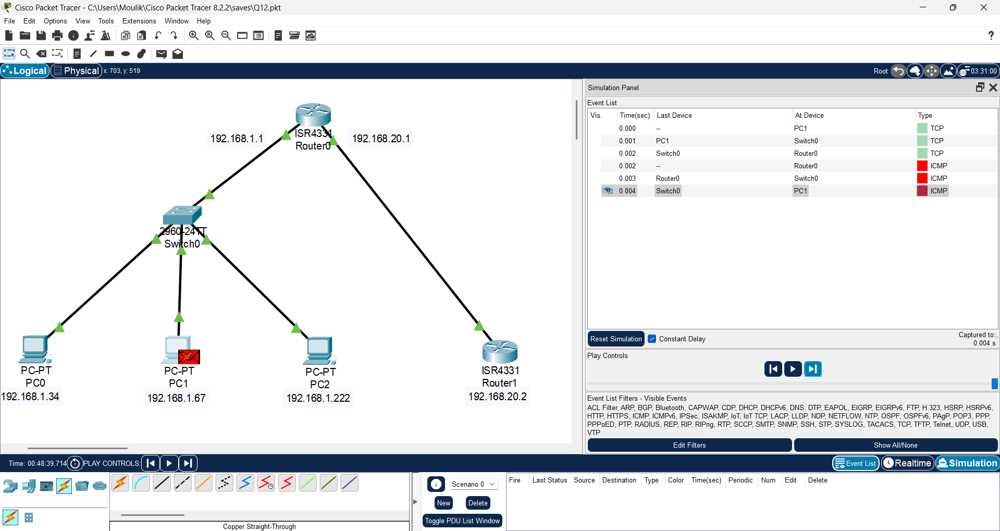 Cisco Packet Tracer - C:\Users\Moulik\Cisco Packet Tracer 8.2.2\saves\Q12.pkt
File Edit Options View Tools Extensions Window Help
?
Logical Physical x: 703, y: 519
Root 03:31:00
192.168.1.1
ISR4331
Router0
192.168.20.1
2960-24TT
Switch0
PC-PT
PC0
192.168.1.34
PC-PT
PC1
192.168.1.67
PC-PT
PC2
192.168.1.222
ISR4331
Router1
192.168.20.2
Simulation Panel
Event List
Vis. Time(sec) Last Device At Device Type
0.000 -- PC1 TCP
0.001 PC1 Switch0 TCP
0.002 Switch0 Router0 TCP
0.002 -- Router0 ICMP
0.003 Router0 Switch0 ICMP
0.004 Switch0 PC1 ICMP
Reset Simulation Constant Delay
Captured to:
0.004 s
Play Controls
Event List Filters - Visible Events
ACL Filter, ARP, BGP, Bluetooth, CAPWAP, CDP, DHCP, DHCPv6, DNS, DTP, EAPOL, EIGRP, EIGRPv6, FTP, H.323, HSRP, HSRPv6,
HTTP, HTTPS, ICMP, ICMPv6, IPSec, ISAKMP, IoT, IoT TCP, LACP, LLDP, NDP, NETFLOW, NTP, OSPF, OSPFv6, PAgP, POP3, PPP,
PPPoED, PTP, RADIUS, REP, RIP, RIPng, RTP, SCCP, SMTP, SNMP, SSH, STP, SYSLOG, TACACS, TCP, TFTP, Telnet, UDP, USB,
VTP
Edit Filters Show All/None
Time: 00:48:39.714 PLAY CONTROLS:
Event List Realtime Simulation
Copper Straight-Through
Scenario 0
New Delete
Toggle PDU List Window
Fire Last Status Source Destination Type Color Time(sec) Periodic Num Edit Delete